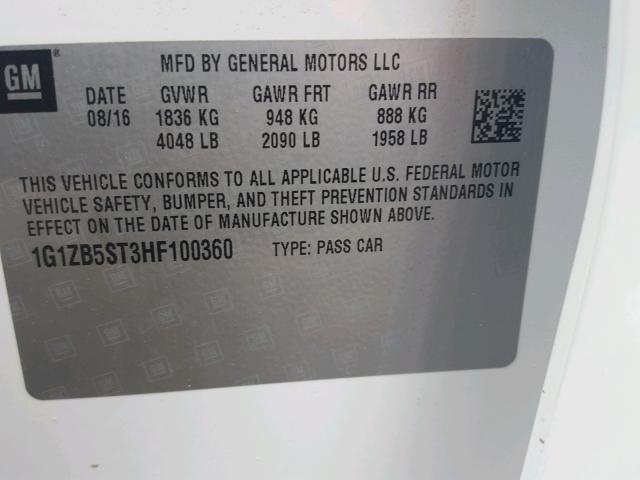 GM
®
MFD BY GENERAL MOTORS LLC
DATE GVWR GAWR FRT GAWR RR
08/16 1836 KG 948 KG 888 KG
4048 LB 2090 LB 1958 LB
THIS VEHICLE CONFORMS TO ALL APPLICABLE U.S. FEDERAL MOTOR
VEHICLE SAFETY, BUMPER, AND THEFT PREVENTION STANDARDS IN
EFFECT ON THE DATE OF MANUFACTURE SHOWN ABOVE.
1G1ZB5ST3HF100360 TYPE: PASS CAR